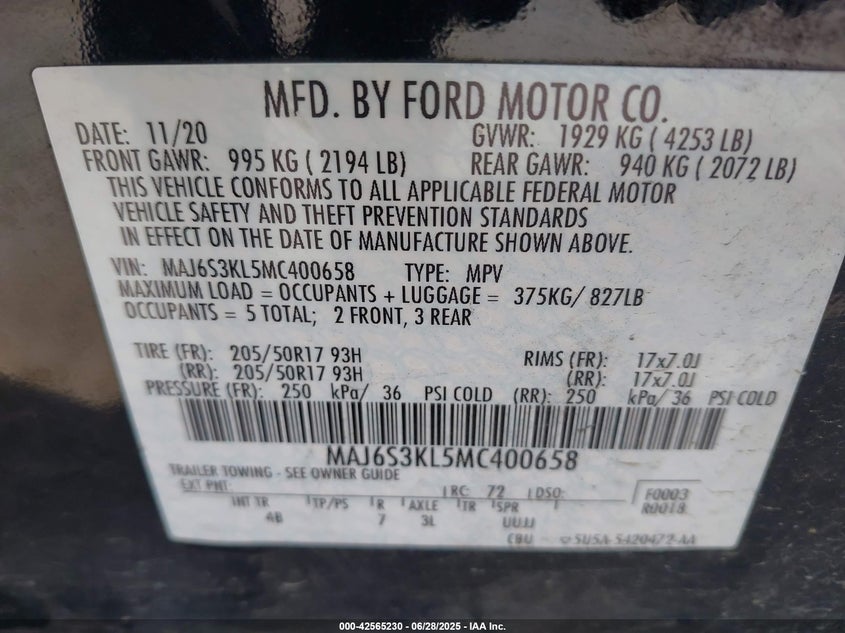 MFD. BY FORD MOTOR CO.
DATE: 11/20 GVWR: 1929 KG ( 4253 LB)
FRONT GAWR: 995 KG ( 2194 LB) REAR GAWR: 940 KG ( 2072 LB)
THIS VEHICLE CONFORMS TO ALL APPLICABLE FEDERAL MOTOR
VEHICLE SAFETY AND THEFT PREVENTION STANDARDS
IN EFFECT ON THE DATE OF MANUFACTURE SHOWN ABOVE.
VIN: MAJ6S3KL5MC400658 TYPE: MPV
MAXIMUM LOAD = OCCUPANTS + LUGGAGE = 375KG/ 827LB
OCCUPANTS = 5 TOTAL; 2 FRONT, 3 REAR
TIRE (FR): 205/50R17 93H RIMS (FR): 17x7.0J
(RR): 205/50R17 93H (RR): 17x7.0J
PRESSURE (FR): 250 kPa/ 36 PSI COLD (RR): 250 kPa/ 36 PSI COLD
MAJ6S3KL5MC400658
TRAILER TOWING - SEE OWNER GUIDE
EXT PNT: RC: 72 DSO: F0003
R0018
INT TR TP/PS R AXLE TR SPR
4B 7 3L UUJJ
000-42565230 - 06/28/2025 - IAA Inc.